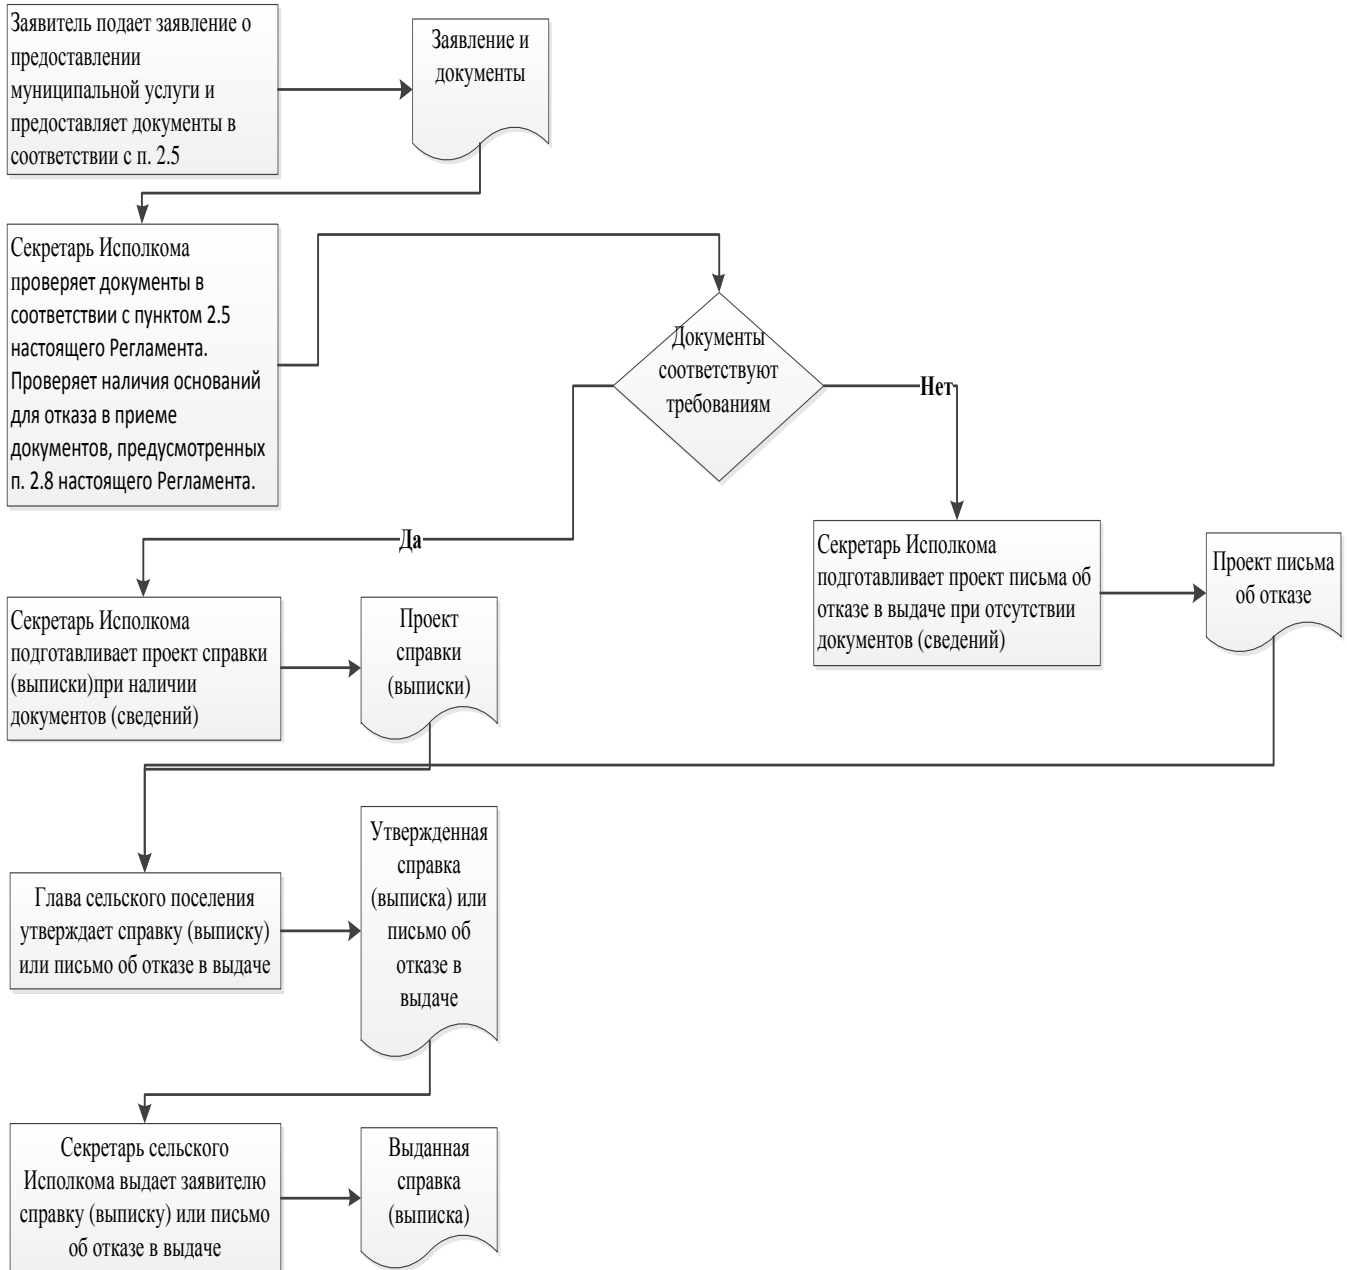 Заявитель подает заявление о
предоставлении
муниципальной услуги и
предоставляет документы в
соответствии с п. 2.5
Заявление и
документы
Секретарь Исполкома
проверяет документы в
соответствии с пунктом 2.5
настоящего Регламента.
Проверяет наличия оснований
для отказа в приеме
документов, предусмотренных
п. 2.8 настоящего Регламента.
Документы
соответствуют
требованиям
Нет
Да
Секретарь Исполкома
подготавливает проект письма об
отказе в выдаче при отсутствии
документов (сведений)
Проект письма
об отказе
Секретарь Исполкома
подготавливает проект справки
(выписки)при наличии
документов (сведений)
Проект
справки
(выписки)
Глава сельского поселения
утверждает справку (выписку)
или письмо об отказе в выдаче
Утвержденная
справка
(выписка) или
письмо об
отказе в
выдаче
Секретарь сельского
Исполкома выдает заявителю
справку (выписку) или письмо
об отказе в выдаче
Выданная
справка
(выписка)